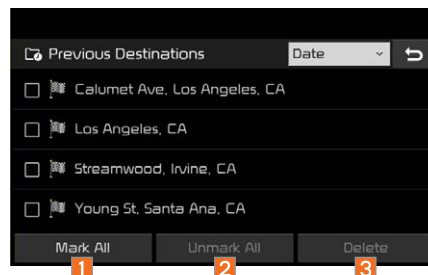 Previous Destinations Date
Calumet Ave, Los Angeles, CA
Los Angeles, CA
Streamwood, Irvine, CA
Young St, Santa Ana, CA
Mark All Unmark All Delete
1 2 3